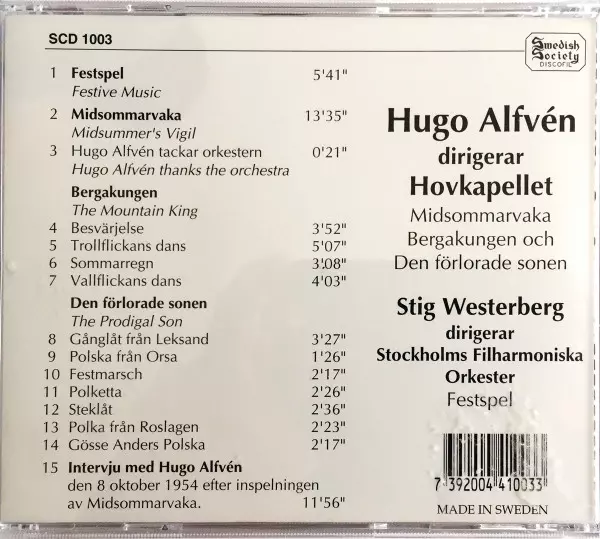 SCD 1003
Swedish
Society
DISCOFIL
1 Festspel 5'41"
Festive Music
2 Midsommarvaka 13'35"
Midsummer's Vigil
3 Hugo Alfvén tackar orkestern 0'21"
Hugo Alfvén thanks the orchestra
Bergakungen
The Mountain King
4 Besvärjelse 3'52"
5 Trollflickans dans 5'07"
6 Sommarregn 3'08"
7 Vallflickans dans 4'03"
Den förlorade sonen
The Prodigal Son
8 Gånglåt från Leksand 3'27"
9 Polska från Orsa 1'26"
10 Festmarsch 2'17"
11 Polketta 2'26"
12 Steklåt 2'36"
13 Polka från Roslagen 2'23"
14 Gösse Anders Polska 2'17"
15 Intervju med Hugo Alfvén
den 8 oktober 1954 efter inspelningen
av Midsommarvaka. 11'56"
Hugo Alfvén
dirigerar
Hovkapellet
Midsommarvaka
Bergakungen och
Den förlorade sonen
Stig Westerberg
dirigerar
Stockholms Filharmoniska
Orkester
Festspel
7 392004 410033
MADE IN SWEDEN